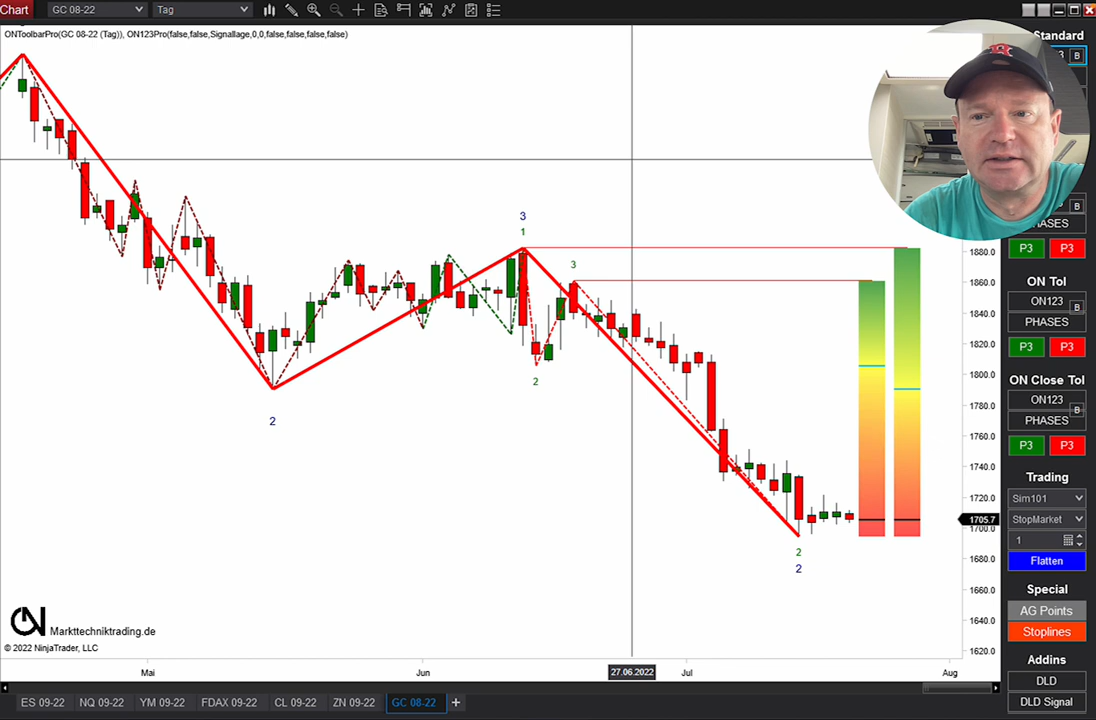 Chart
GC 08-22
Tag
ONToolbarPro(GC 08-22 (Tag)), ON123Pro(false,false,Signallage,0,0,false,false,false,false)
Standard
3 B
B
PHASES
P3 P3
ON Tol
ON123 B
PHASES
P3 P3
ON Close Tol
ON123 B
PHASES
P3 P3
Trading
Sim101
StopMarket
1
Flatten
Special
AG Points
Stoplines
Addins
DLD
DLD Signal
3
1
3
2
2
2
2
1880.0
1860.0
1840.0
1820.0
1800.0
1780.0
1760.0
1740.0
1720.0
1705.7
1700.0
1680.0
1660.0
1640.0
1620.0
ON Markttechniktrading.de
© 2022 NinjaTrader, LLC
Mai
Jun
27.06.2022
Jul
Aug
ES 09-22
NQ 09-22
YM 09-22
FDAX 09-22
CL 09-22
ZN 09-22
GC 08-22
+